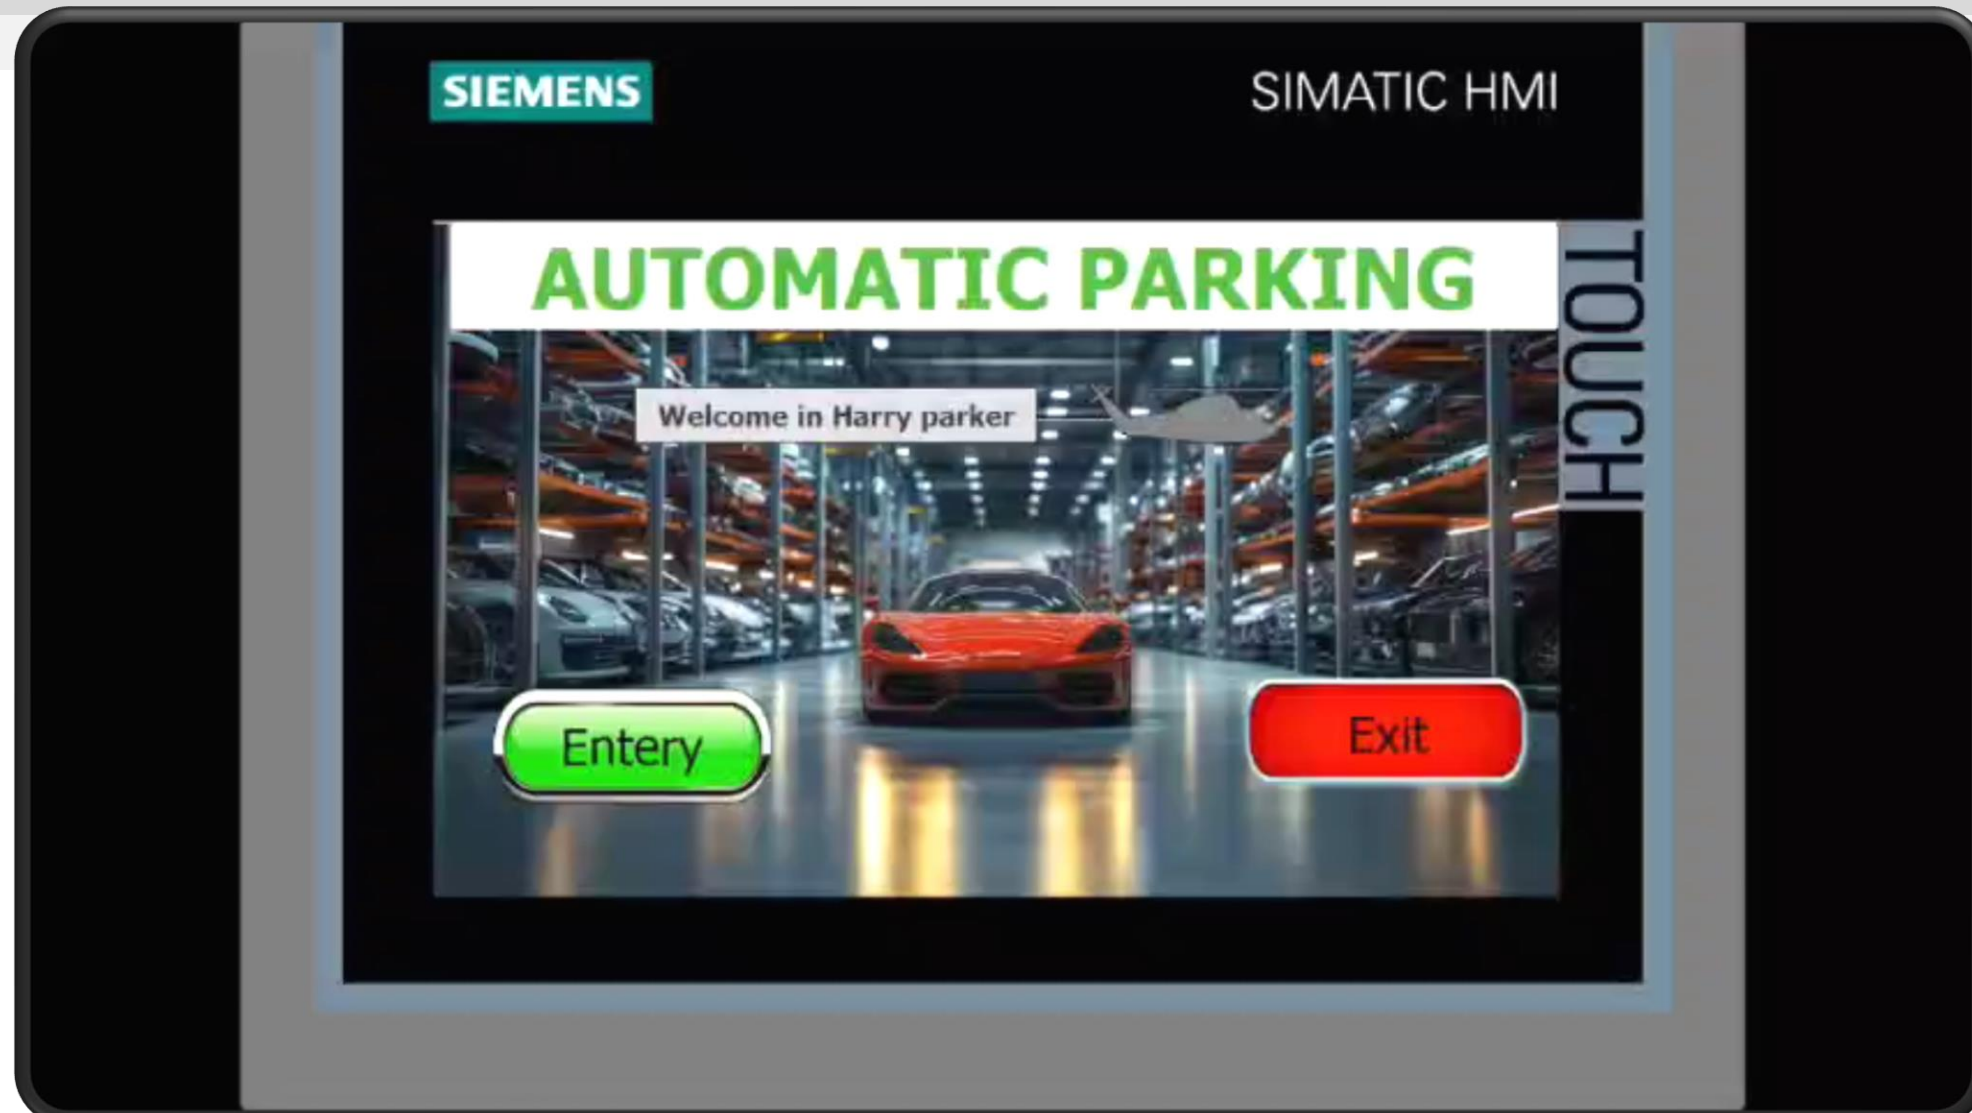 SIEMENS
SIMATIC HMI
TOUCH
AUTOMATIC PARKING
Welcome in Harry parker
Entery
Exit